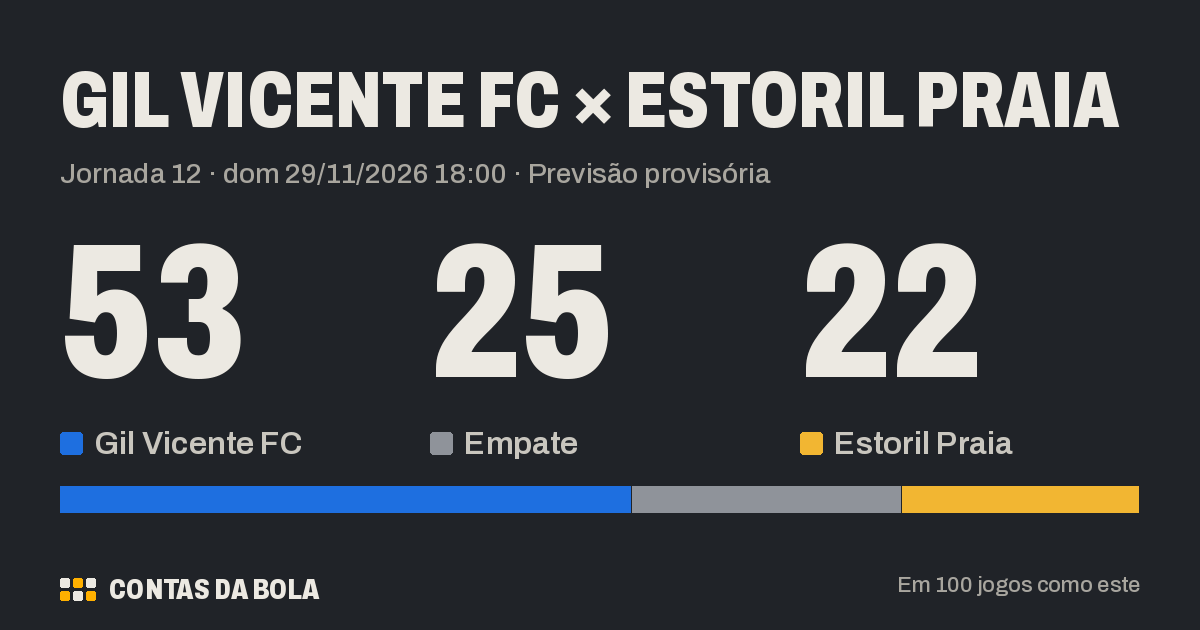 GIL VICENTE FC × ESTORIL PRAIA
Jornada 12 · dom 29/11/2026 18:00 · Previsão provisória
53 25 22
Gil Vicente FC Empate Estoril Praia
CONTAS DA BOLA
Em 100 jogos como este